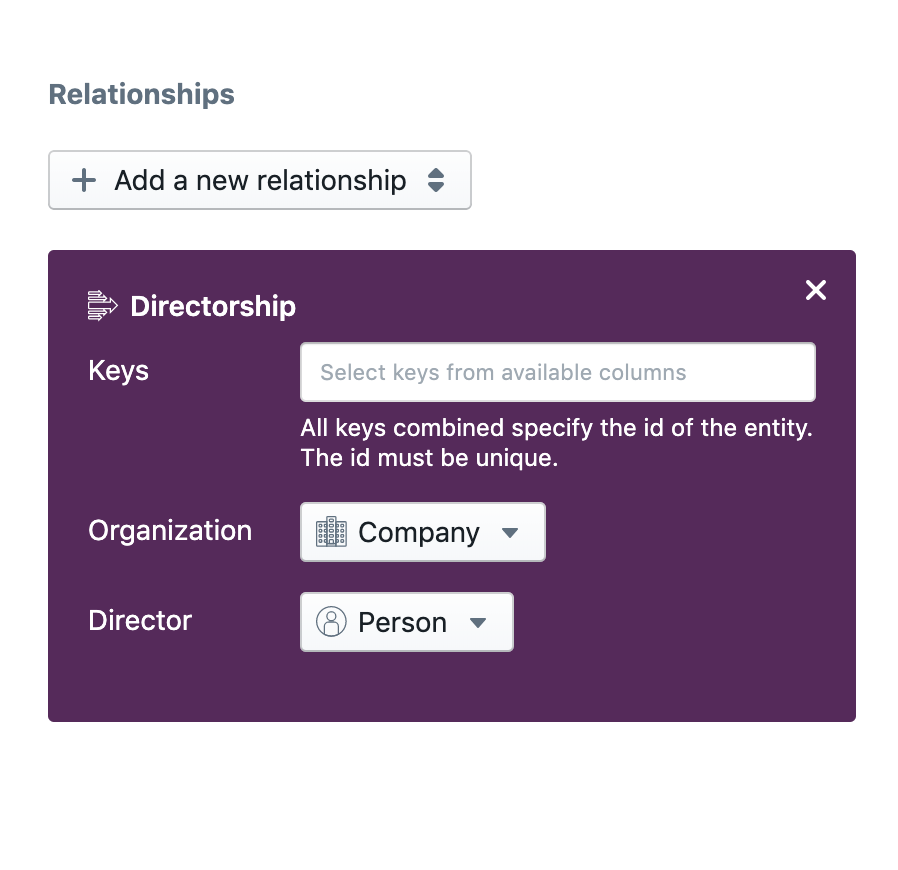 Relationships
Add a new relationship
Directorship
Keys
Select keys from available columns
All keys combined specify the id of the entity.
The id must be unique.
Organization
Company
Director
Person